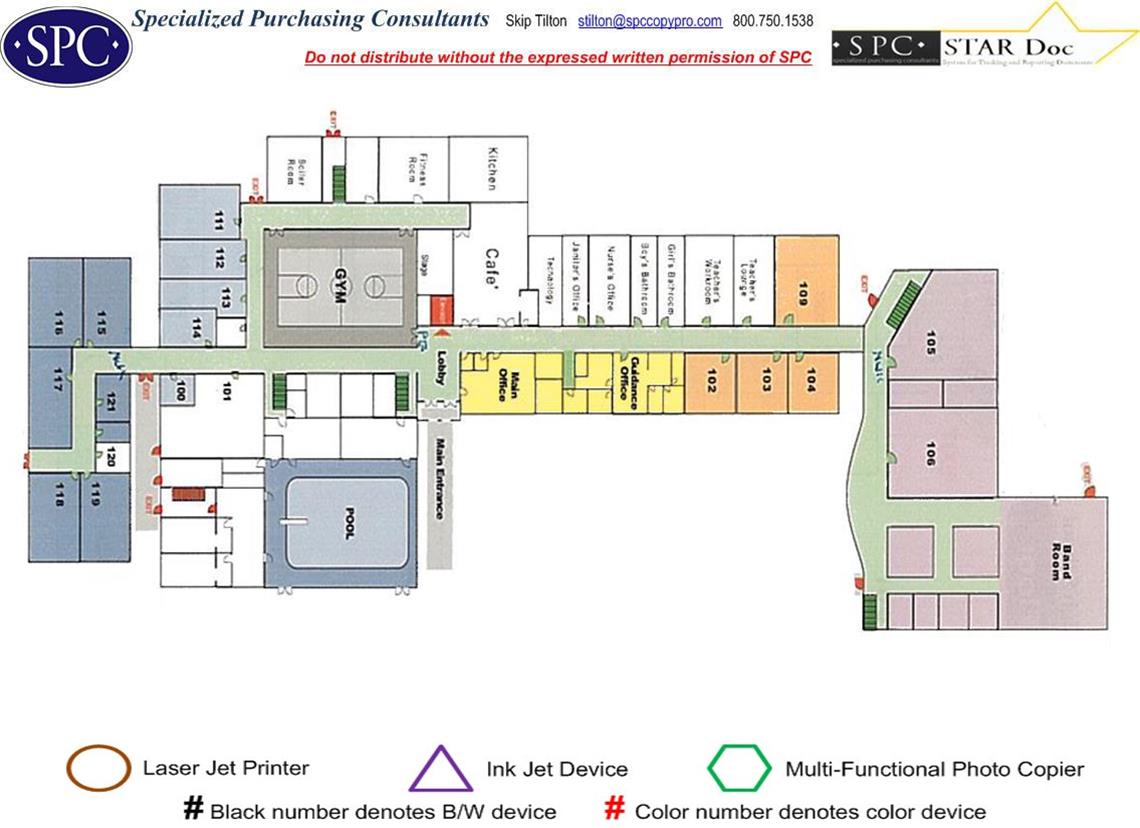 SPC
Specialized Purchasing Consultants Skip Tilton stilton@spccopypro.com 800.750.1538
Do not distribute without the expressed written permission of SPC
SPC STAR Doc
specialized purchasing consultants System for Tracking and Reporting Documents
EXIT
Boiler Room
Fitness Room
Kitchen
EXIT
111
112
113
114
GYM
Stage
Cafe'
Technology
Janitor's Office
Nurse's Office
Boy's Bathroom
Girl's Bathroom
Teacher's Workroom
Teacher's Lounge
109
EXIT
105
116
115
117
121
120
118
119
100
101
EXIT
EXIT
Lobby
Main Office
Guidance Office
102
103
104
106
Main Entrance
POOL
EXIT
Band Room
Laser Jet Printer
Ink Jet Device
Multi-Functional Photo Copier
# Black number denotes B/W device
# Color number denotes color device